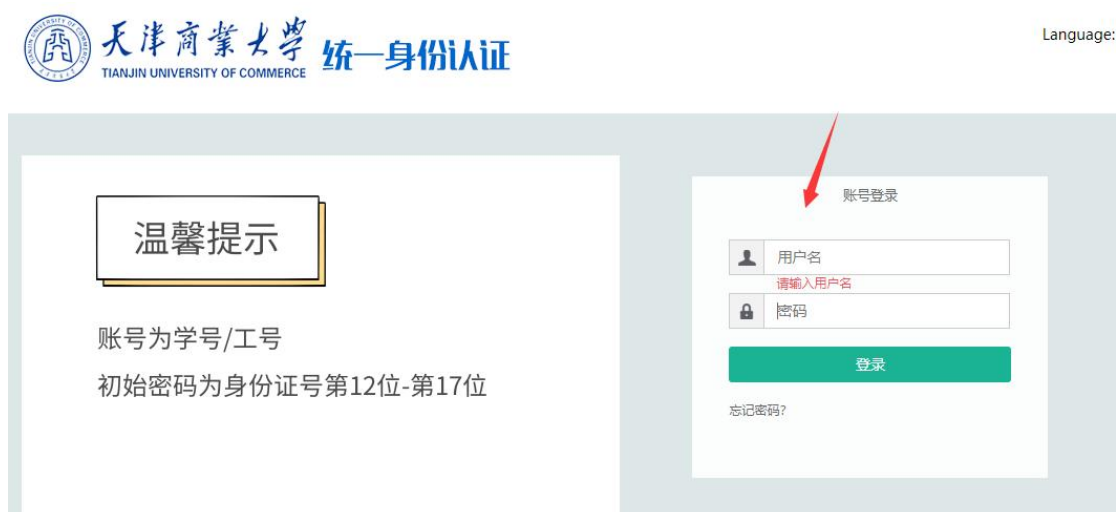 天津商業大學
TIANJIN UNIVERSITY OF COMMERCE
统一身份认证
Language:
温馨提示
账号为学号/工号
初始密码为身份证号第12位-第17位
账号登录
用户名
请输入用户名
密码
登录
忘记密码?